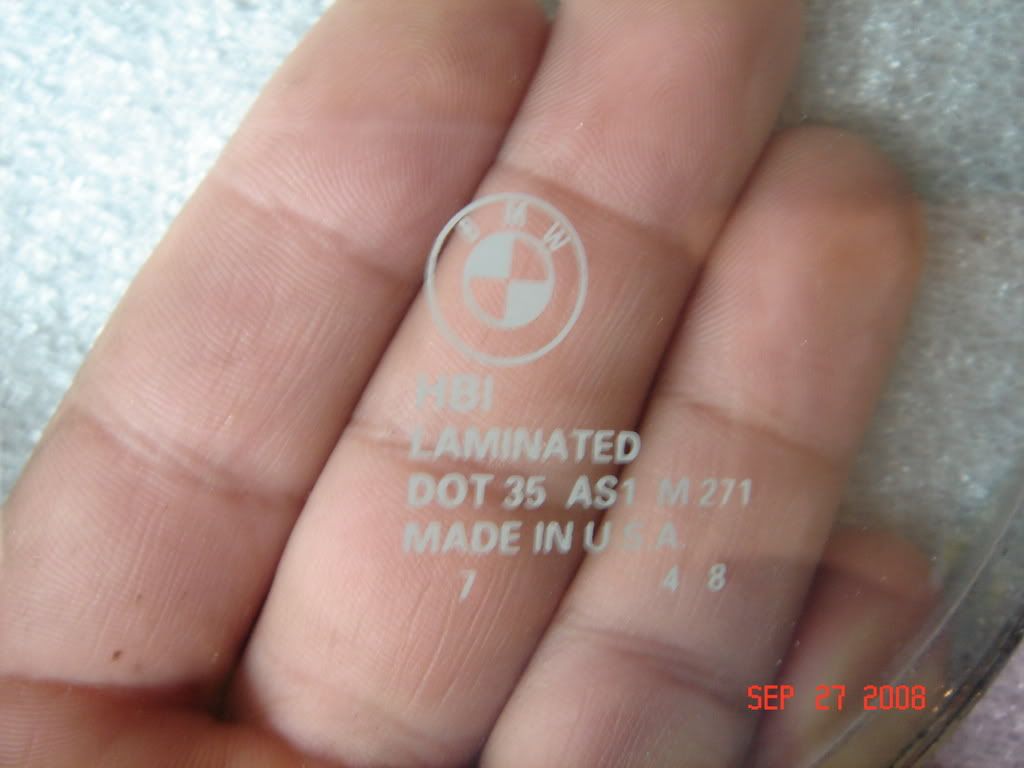 BMW
HBI
LAMINATED
DOT 35 AS1 M 271
MADE IN U.S.A.
7 4 8
SEP 27 2008